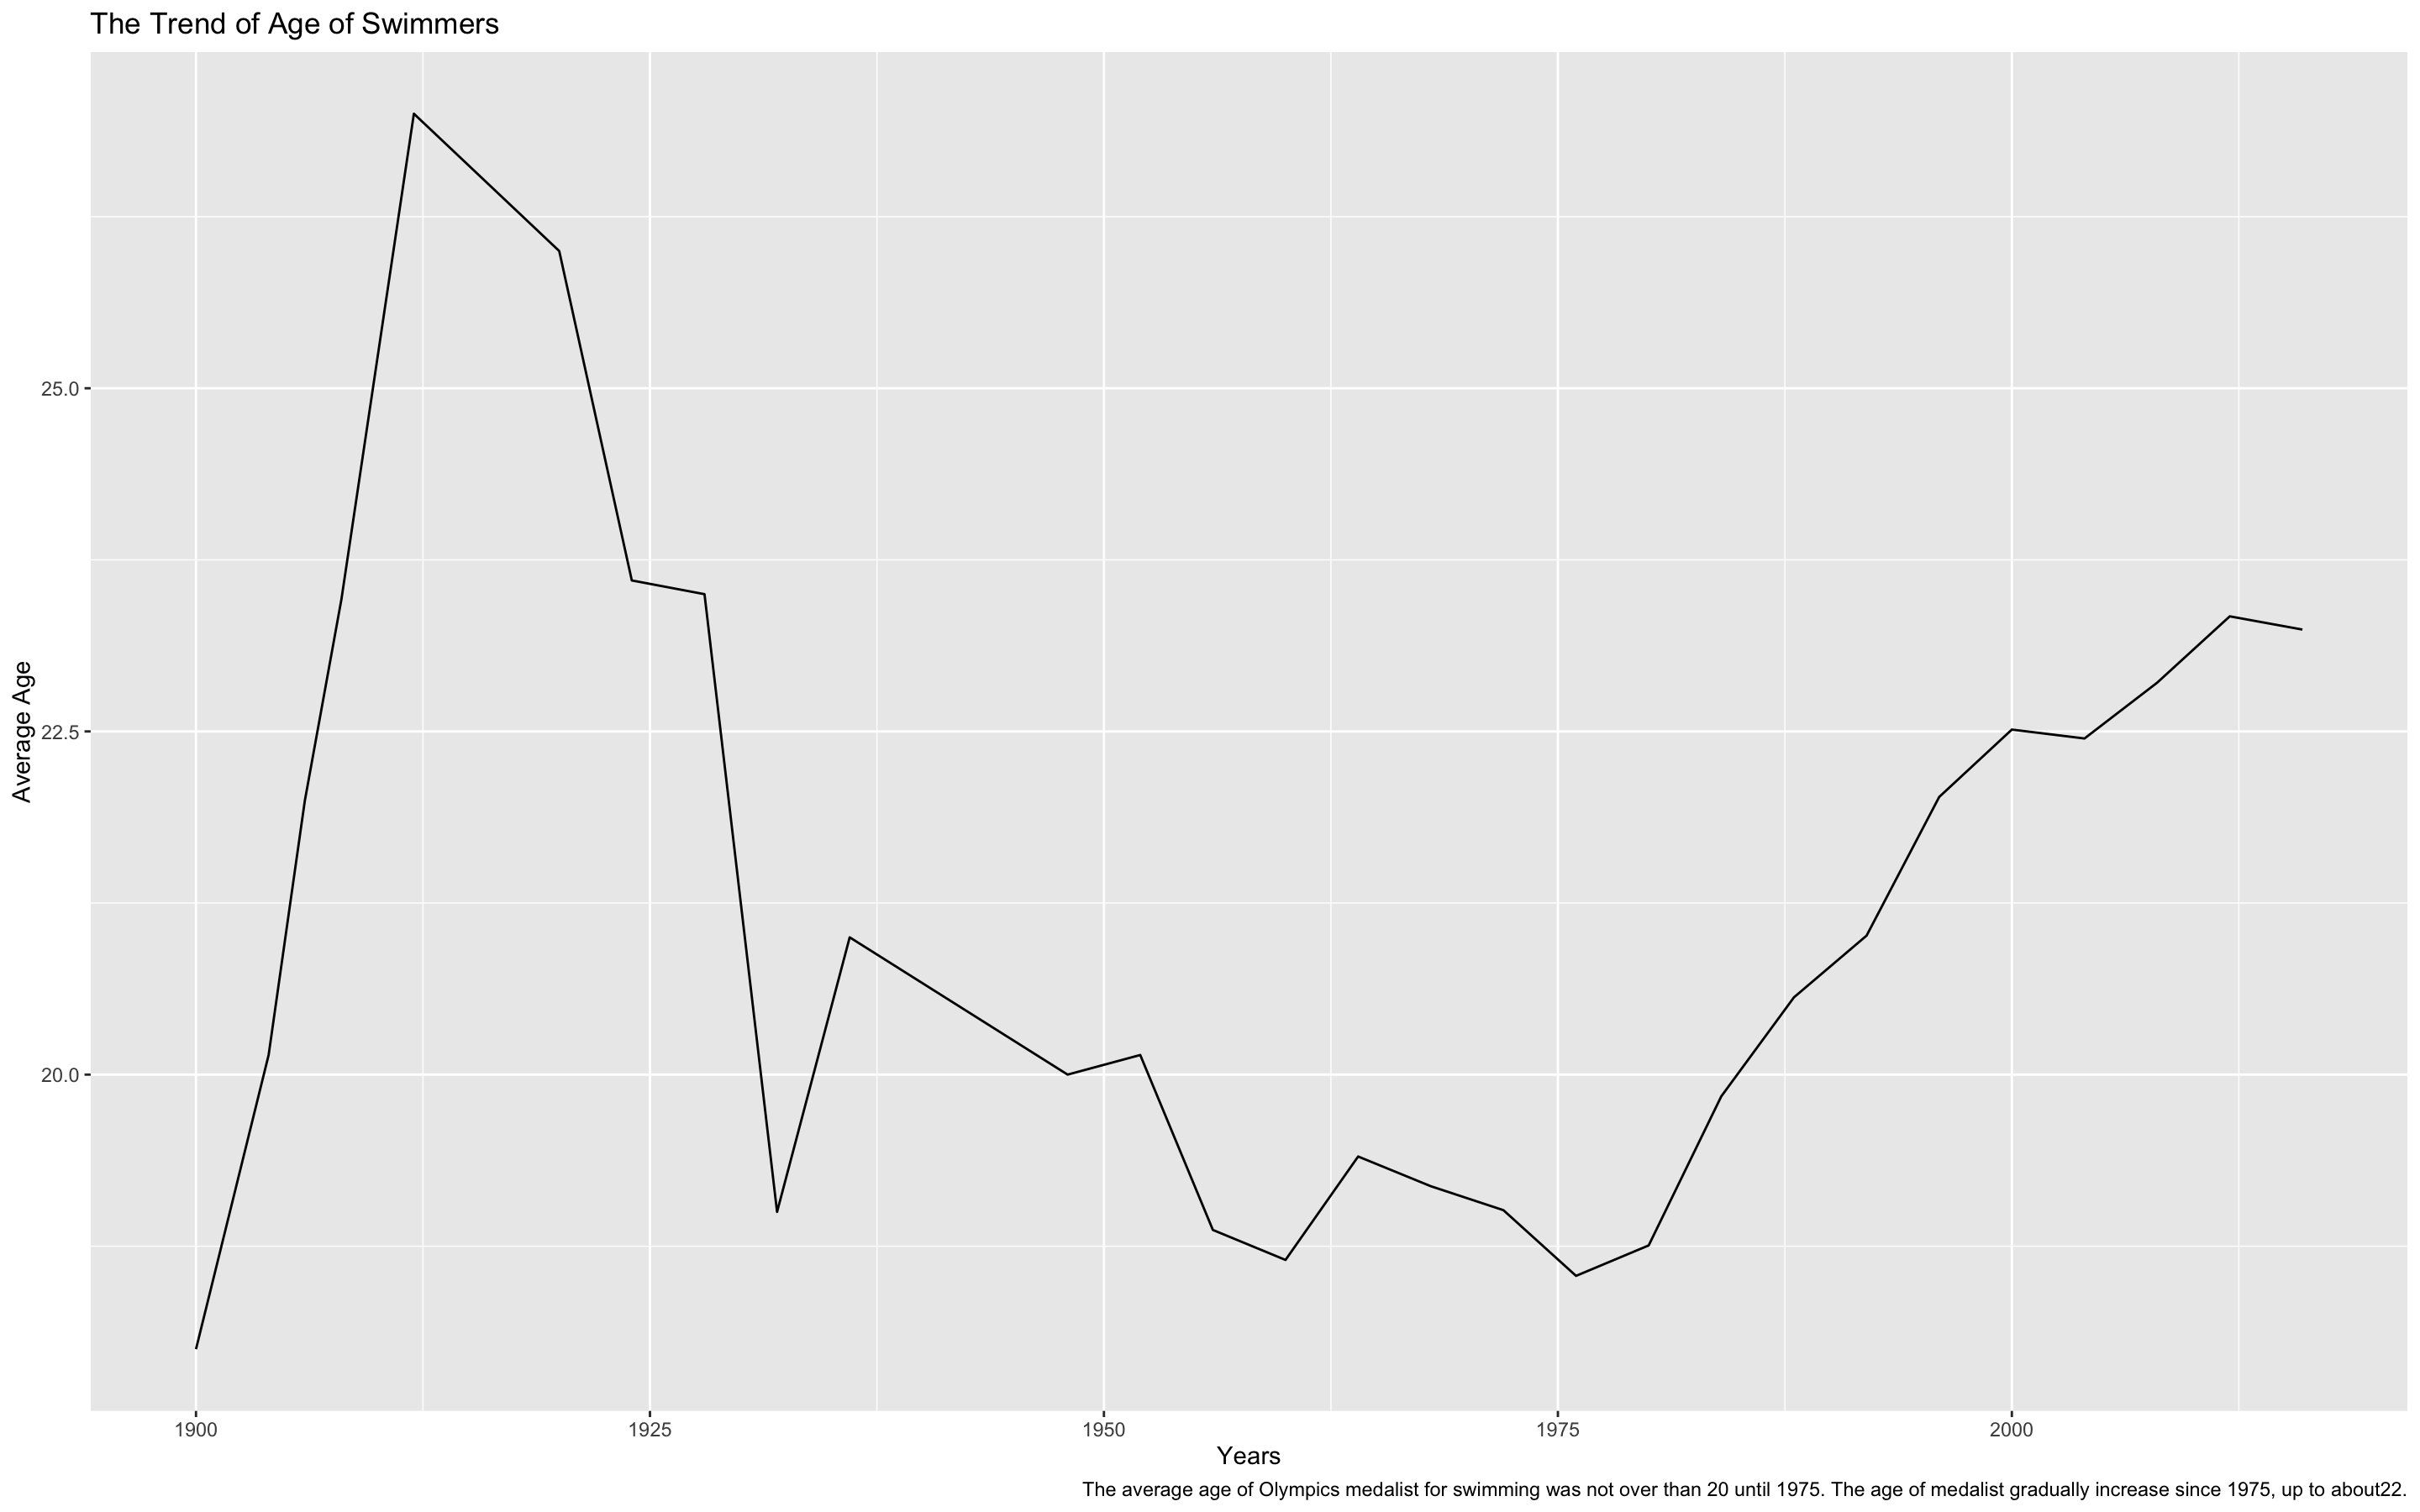 The Trend of Age of Swimmers
Average Age
25.0
22.5
20.0
1900 1925 1950 1975 2000
Years
The average age of Olympics medalist for swimming was not over than 20 until 1975. The age of medalist gradually increase since 1975, up to about22.